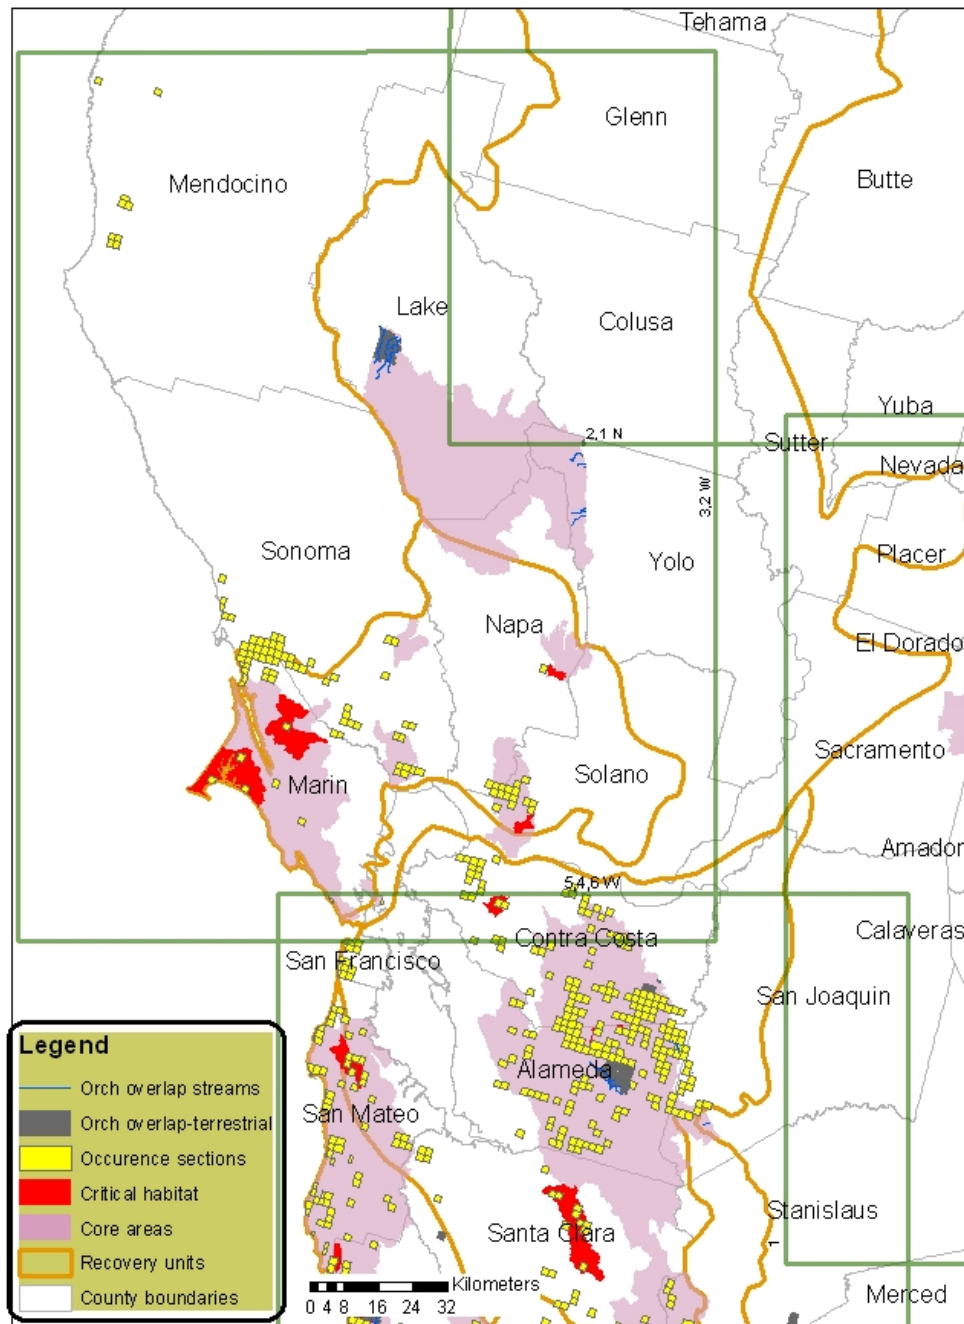 Tehama
Glenn
Butte
Mendocino
Lake
Colusa
Yuba
2,1 N
Sutter
Nevada
3,2 W
Sonoma
Yolo
Placer
Napa
El Dorado
Sacramento
Solano
Marin
Amador
54,6 W
Contra Costa
Calaveras
San Francisco
San Joaquin
Alameda
San Mateo
Stanislaus
Santa Clara
1
Merced
Legend
Orch overlap streams
Orch overlap-terrestrial
Occurence sections
Critical habitat
Core areas
Recovery units
County boundaries
Kilometers
0 4 8 16 24 32